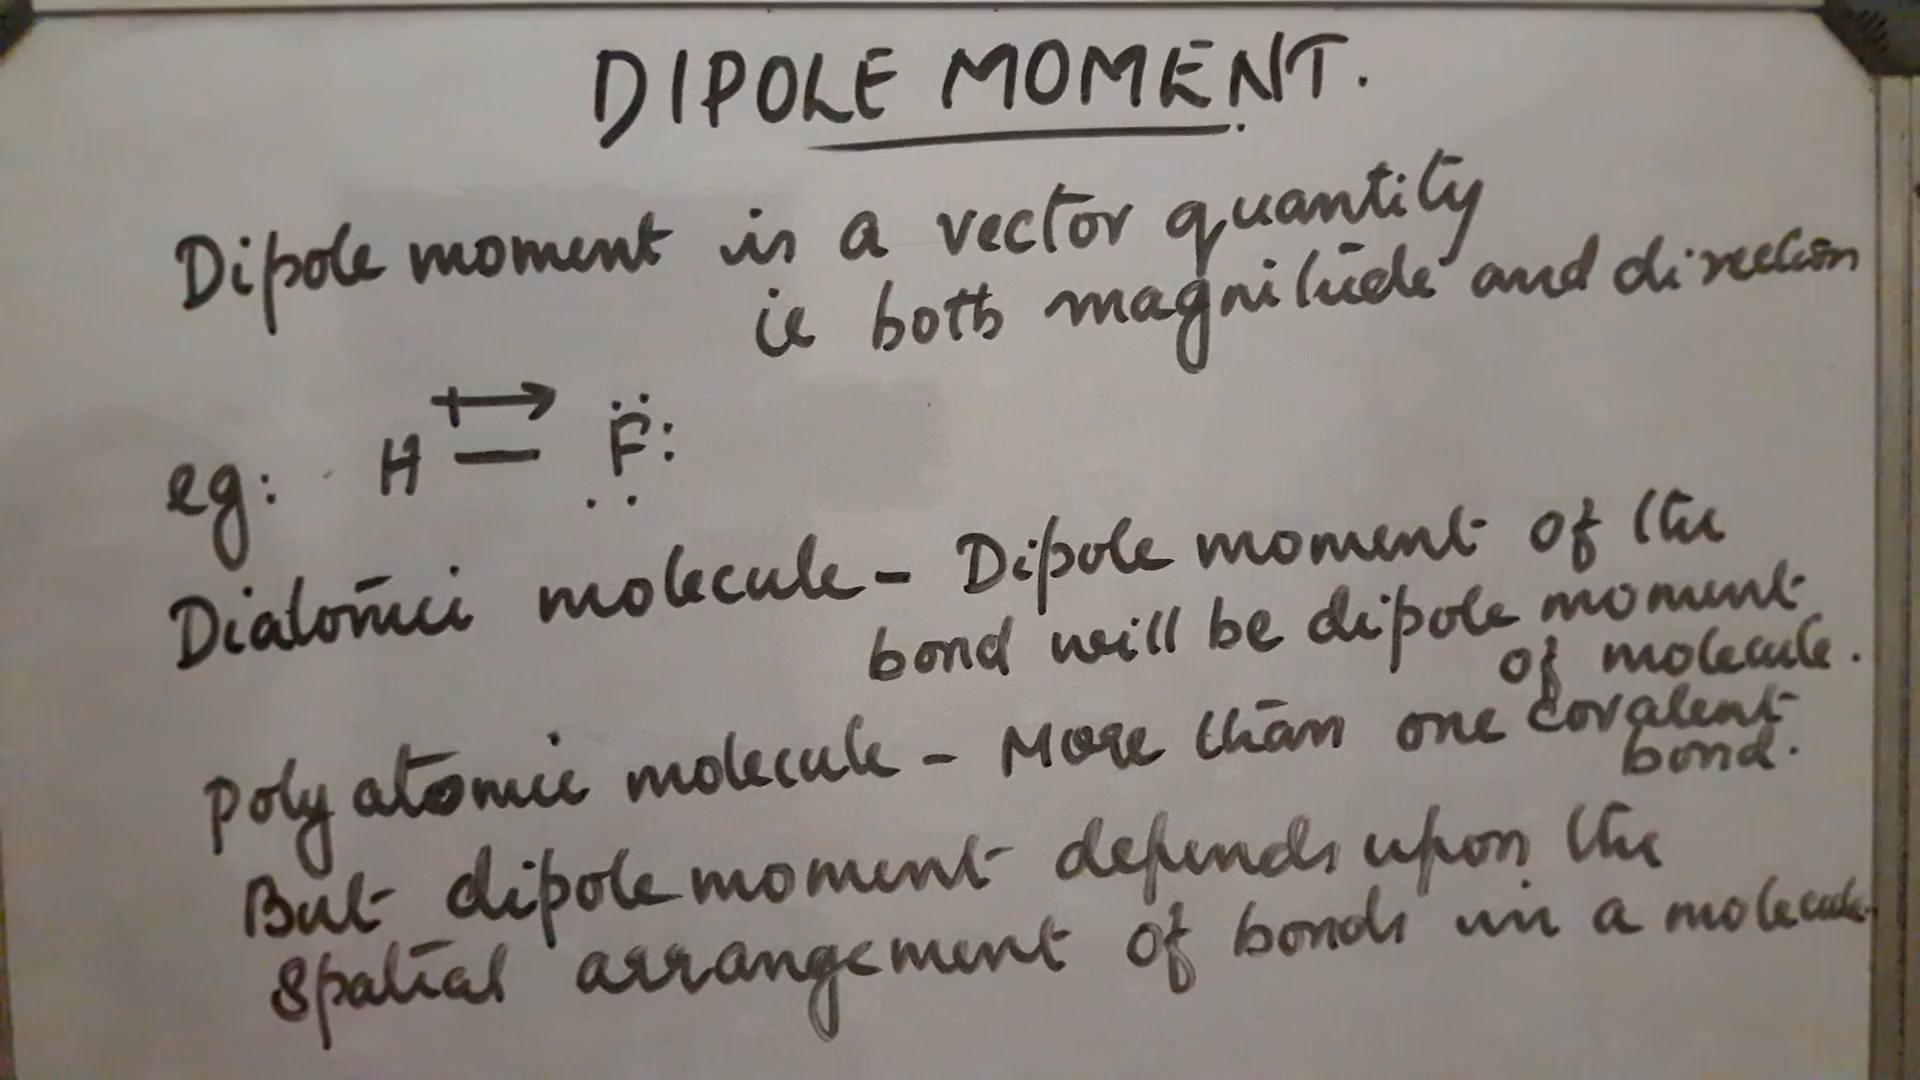 DIPOLE MOMENT.
Dipole moment is a vector quantity
ie both magnitude and direction
eg: H — F
Diatomic molecule - Dipole moment of the
bond will be dipole moment
of molecule.
Poly atomic molecule - More than one covalent
bond.
But dipole moment depends upon the
spatial arrangement of bonds in a molecule.